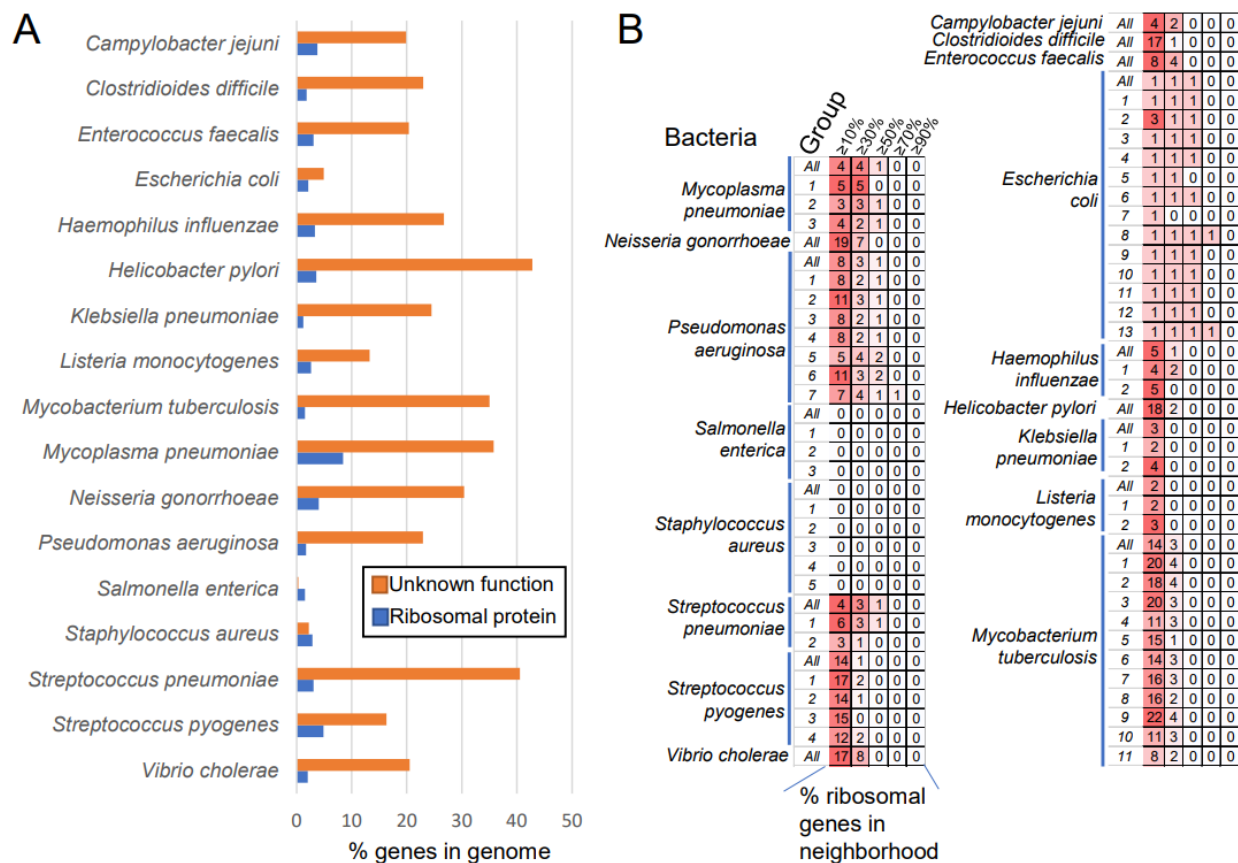 A
Campylobacter jejuni
Clostridioides difficile
Enterococcus faecalis
Escherichia coli
Haemophilus influenzae
Helicobacter pylori
Klebsiella pneumoniae
Listeria monocytogenes
Mycobacterium tuberculosis
Mycoplasma pneumoniae
Neisseria gonorrhoeae
Pseudomonas aeruginosa
Salmonella enterica
Staphylococcus aureus
Streptococcus pneumoniae
Streptococcus pyogenes
Vibrio cholerae
Unknown function
Ribosomal protein
0 10 20 30 40 50
% genes in genome
B
Bacteria
Group
≥10% ≥30% ≥50% ≥70% ≥90%
Mycoplasma
pneumoniae
All 4 4 1 0 0
1 5 5 0 0 0
2 3 3 1 0 0
3 4 2 1 0 0
Neisseria gonorrhoeae All 19 7 0 0 0
Pseudomonas
aeruginosa
All 8 3 1 0 0
1 8 2 1 0 0
2 11 3 1 0 0
3 8 2 1 0 0
4 8 2 1 0 0
5 5 4 2 0 0
6 11 3 2 0 0
7 7 4 1 1 0
Salmonella
enterica
All 0 0 0 0 0
1 0 0 0 0 0
2 0 0 0 0 0
3 0 0 0 0 0
Staphylococcus
aureus
All 0 0 0 0 0
1 0 0 0 0 0
2 0 0 0 0 0
3 0 0 0 0 0
4 0 0 0 0 0
5 0 0 0 0 0
Streptococcus
pneumoniae
All 4 3 1 0 0
1 6 3 1 0 0
2 3 1 0 0 0
Streptococcus
pyogenes
All 14 1 0 0 0
1 17 2 0 0 0
2 14 1 0 0 0
3 15 0 0 0 0
4 12 2 0 0 0
Vibrio cholerae All 17 8 0 0 0
% ribosomal
genes in
neighborhood
Campylobacter jejuni All 4 2 0 0 0
Clostridioides difficile All 17 1 0 0 0
Enterococcus faecalis All 8 4 0 0 0
Escherichia
coli
All 1 1 1 0 0
1 1 1 1 0 0
2 3 1 1 0 0
3 1 1 1 0 0
4 1 1 1 0 0
5 1 1 0 0 0
6 1 1 1 0 0
7 1 0 0 0 0
8 1 1 1 1 0
9 1 1 1 0 0
10 1 1 1 0 0
11 1 1 1 0 0
12 1 1 1 0 0
13 1 1 1 1 0
Haemophilus
influenzae
All 5 1 0 0 0
1 4 2 0 0 0
2 5 0 0 0 0
Helicobacter pylori All 18 2 0 0 0
Klebsiella
pneumoniae
All 3 0 0 0 0
1 2 0 0 0 0
2 4 0 0 0 0
Listeria
monocytogenes
All 2 0 0 0 0
1 2 0 0 0 0
2 3 0 0 0 0
Mycobacterium
tuberculosis
All 14 3 0 0 0
1 20 4 0 0 0
2 18 4 0 0 0
3 20 3 0 0 0
4 11 3 0 0 0
5 15 1 0 0 0
6 14 3 0 0 0
7 16 3 0 0 0
8 16 2 0 0 0
9 22 4 0 0 0
10 11 3 0 0 0
11 8 2 0 0 0